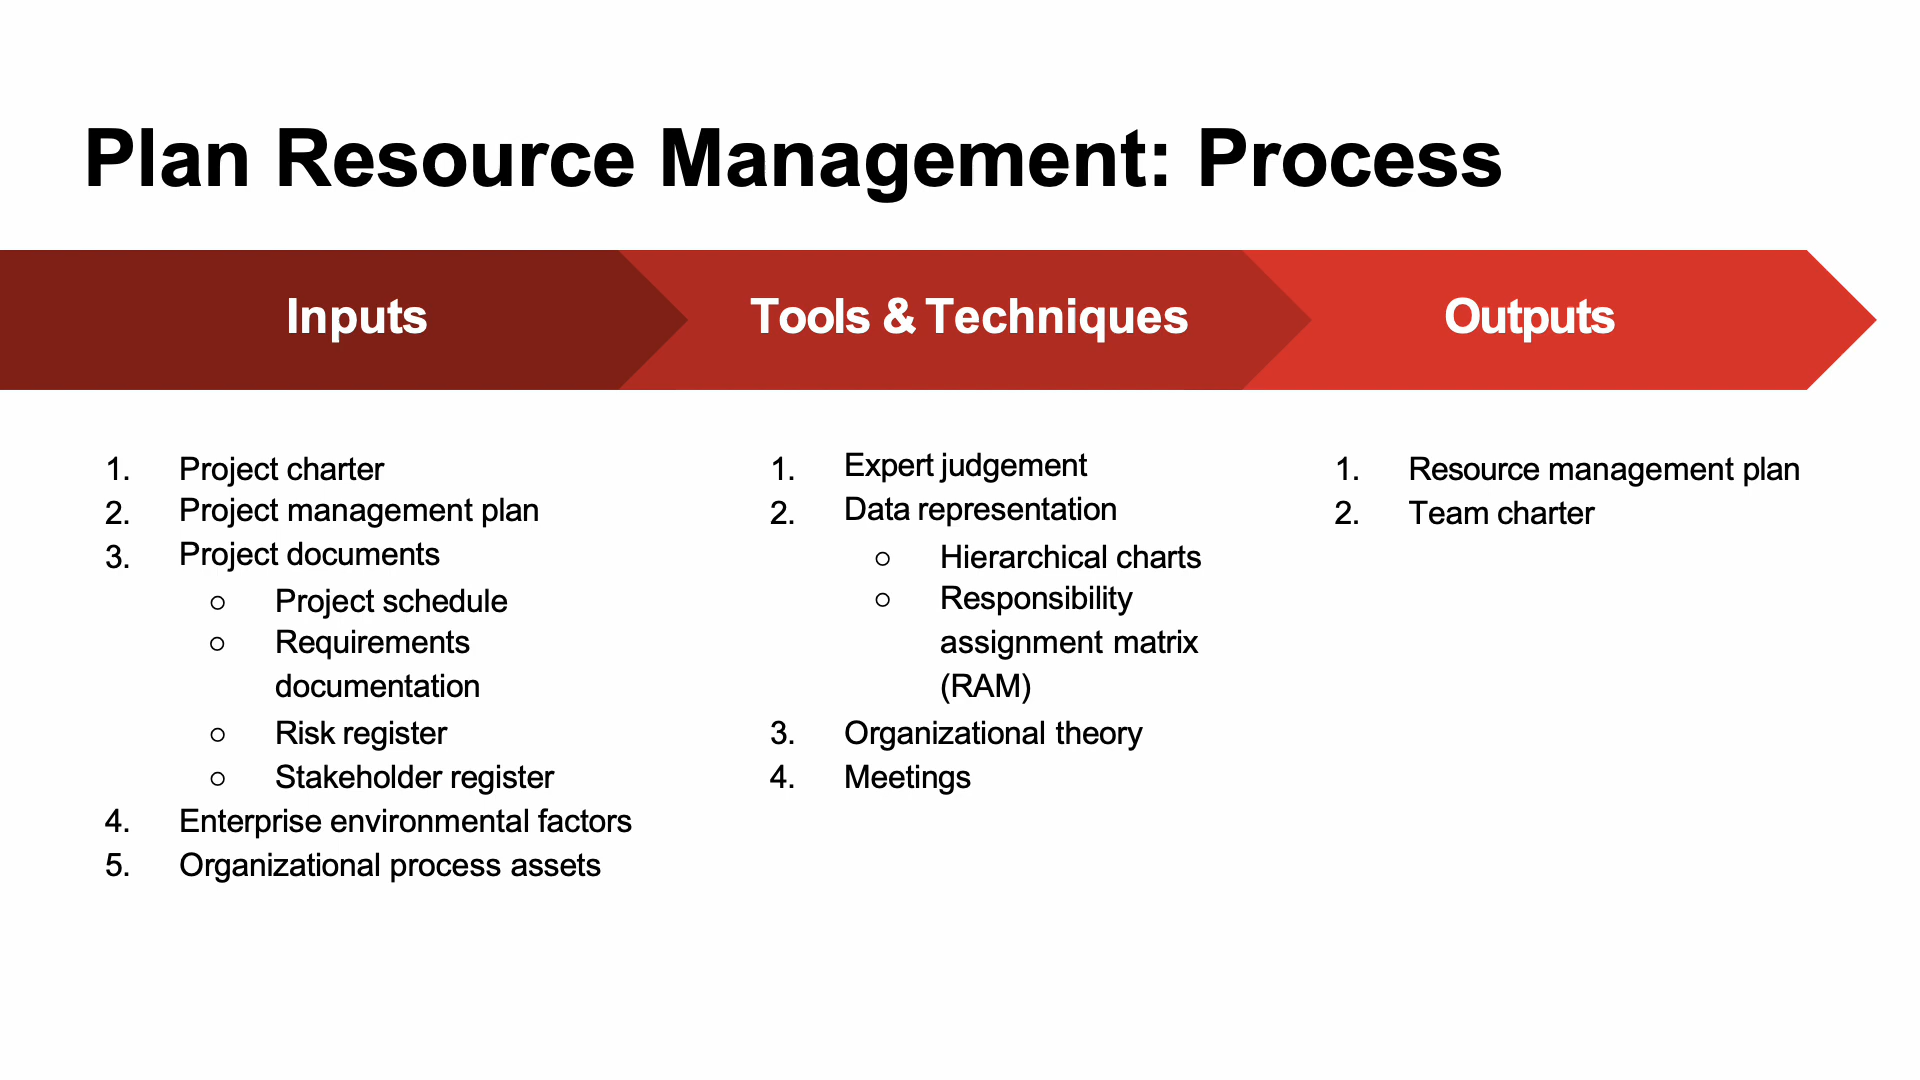 Plan Resource Management: Process
Inputs
Tools & Techniques
Outputs
1. Project charter
2. Project management plan
3. Project documents
○ Project schedule
○ Requirements
documentation
○ Risk register
○ Stakeholder register
4. Enterprise environmental factors
5. Organizational process assets
1. Expert judgement
2. Data representation
○ Hierarchical charts
○ Responsibility
assignment matrix
(RAM)
3. Organizational theory
4. Meetings
1. Resource management plan
2. Team charter